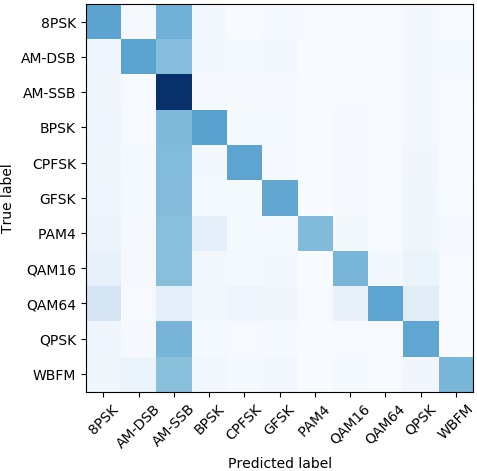 True label
8PSK
AM-DSB
AM-SSB
BPSK
CPFSK
GFSK
PAM4
QAM16
QAM64
QPSK
WBFM
8PSK
AM-DSB
AM-SSB
BPSK
CPFSK
GFSK
PAM4
QAM16
QAM64
QPSK
WBFM
Predicted label